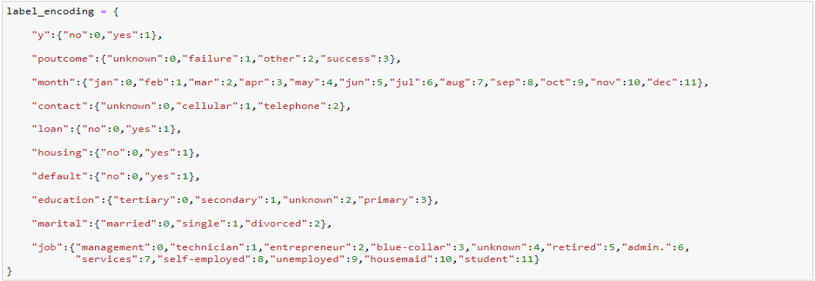 label_encoding = {
"y":{"no":0,"yes":1},
"poutcome":{"unknown":0,"failure":1,"other":2,"success":3},
"month":{"jan":0,"feb":1,"mar":2,"apr":3,"may":4,"jun":5,"jul":6,"aug":7,"sep":8,"oct":9,"nov":10,"dec":11},
"contact":{"unknown":0,"cellular":1,"telephone":2},
"loan":{"no":0,"yes":1},
"housing":{"no":0,"yes":1},
"default":{"no":0,"yes":1},
"education":{"tertiary":0,"secondary":1,"unknown":2,"primary":3},
"marital":{"married":0,"single":1,"divorced":2},
"job":{"management":0,"technician":1,"entrepreneur":2,"blue-collar":3,"unknown":4,"retired":5,"admin.":6,
"services":7,"self-employed":8,"unemployed":9,"housemaid":10,"student":11}
}